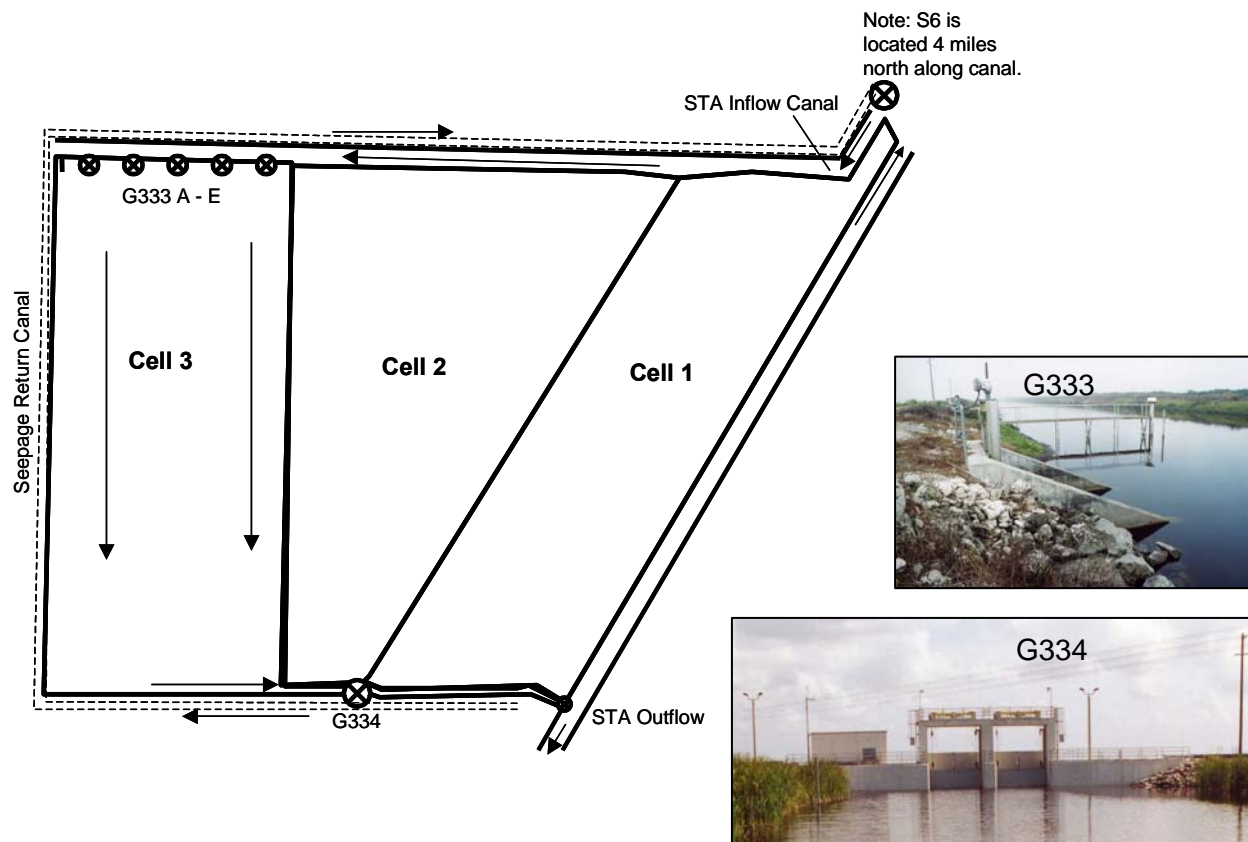 Note: S6 is
located 4 miles
north along canal.
STA Inflow Canal
G333 A - E
Seepage Return Canal
Cell 3
Cell 2
Cell 1
G333
G334
STA Outflow
G334